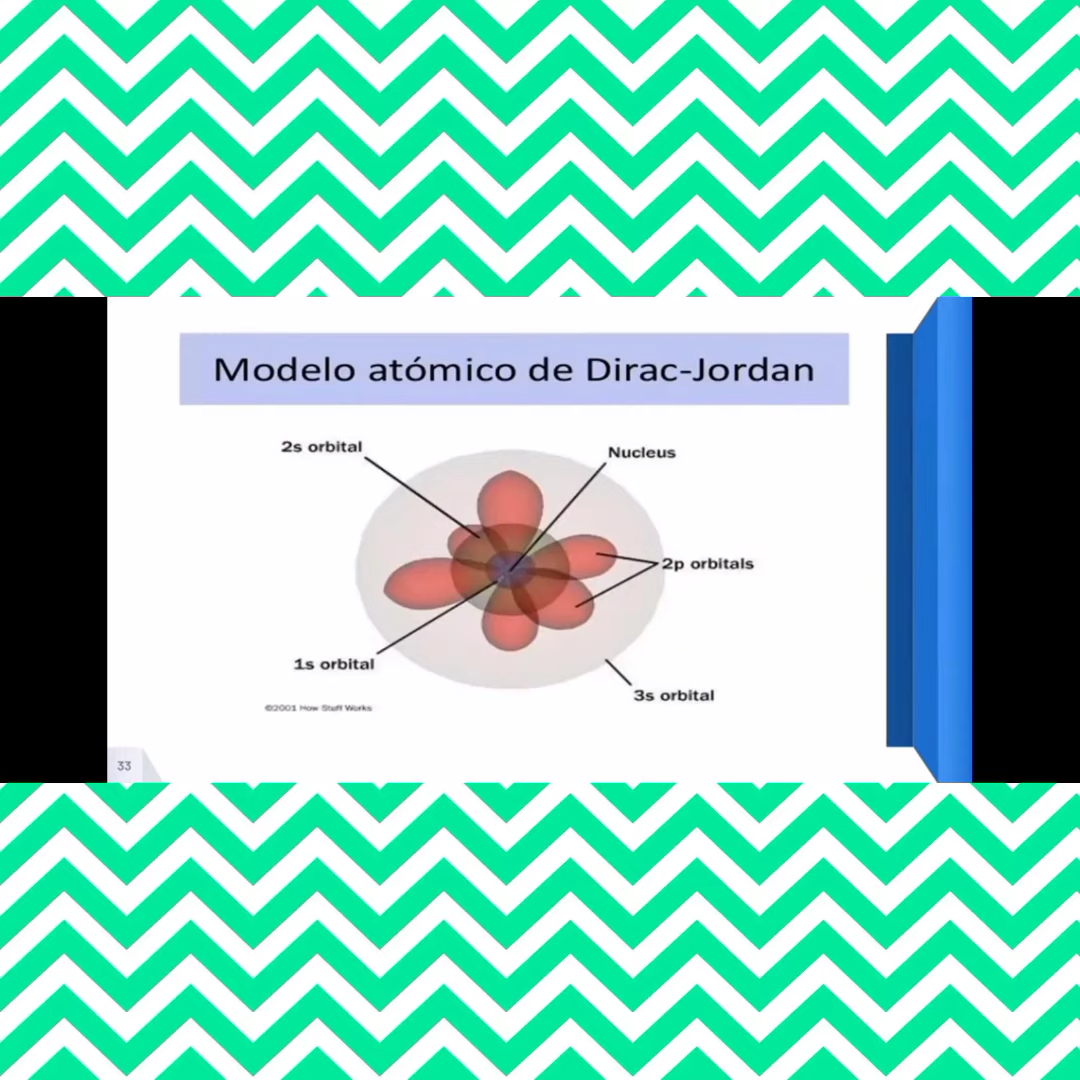 Modelo atómico de Dirac-Jordan
2s orbital
Nucleus
2p orbitals
1s orbital
3s orbital
©2001 How Stuff Works
33